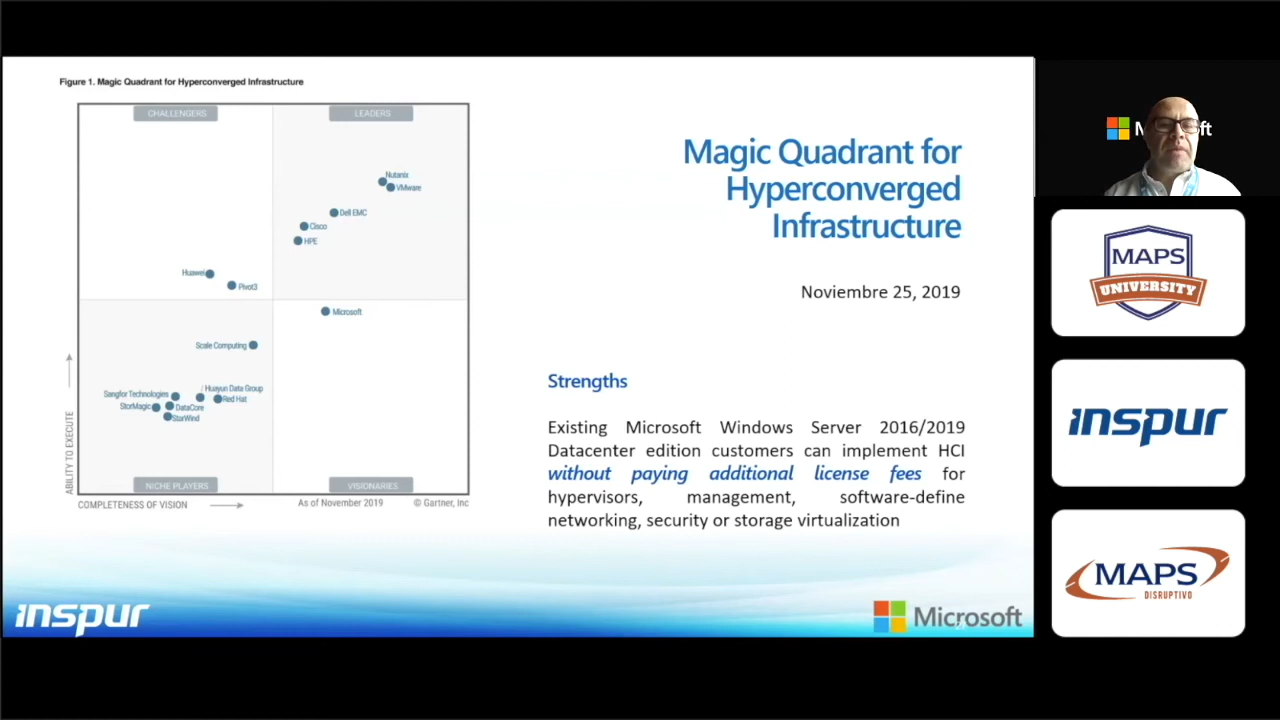 Figure 1. Magic Quadrant for Hyperconverged Infrastructure
CHALLENGERS
LEADERS
Nutanix
VMware
Dell EMC
Cisco
HPE
Huawei
Pivot3
Microsoft
Scale Computing
Sangfor Technologies
Huayun Data Group
Red Hat
StorMagic
DataCore
StarWind
NICHE PLAYERS
VISIONARIES
ABILITY TO EXECUTE
COMPLETENESS OF VISION
As of November 2019
© Gartner, Inc
Magic Quadrant for
Hyperconverged
Infrastructure
Noviembre 25, 2019
Strengths
Existing Microsoft Windows Server 2016/2019
Datacenter edition customers can implement HCI
without paying additional license fees for
hypervisors, management, software-define
networking, security or storage virtualization
inspur
Microsoft
MAPS
UNIVERSITY
inspur
MAPS
DISRUPTIVO